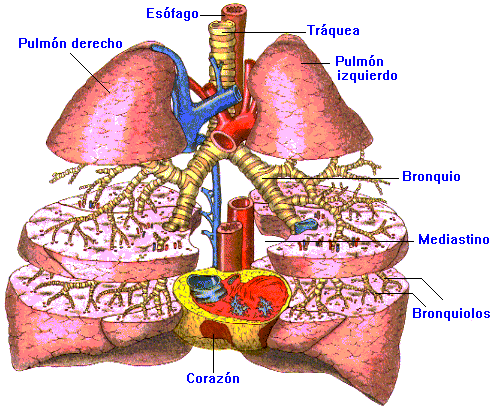 Esófago
Tráquea
Pulmón derecho
Pulmón
izquierdo
Bronquio
Mediastino
Bronquiolos
Corazón